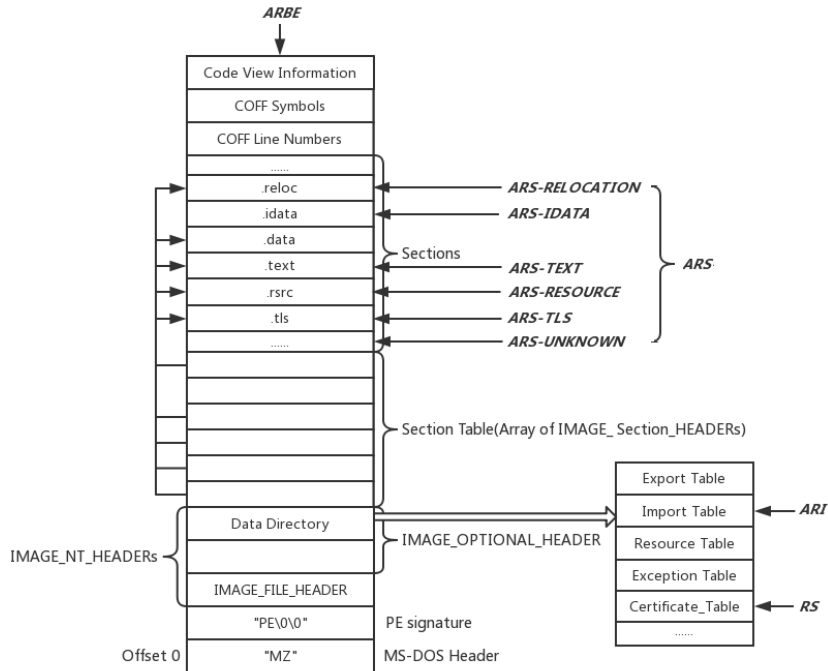 ARBE
Code View Information
COFF Symbols
COFF Line Numbers
......
.reloc
ARS-RELOCATION
.idata
ARS-IDATA
.data
Sections
.text
ARS-TEXT
ARS
.rsrc
ARS-RESOURCE
.tls
ARS-TLS
......
ARS-UNKNOWN
Section Table(Array of IMAGE_ Section_HEADERs)
Data Directory
IMAGE_OPTIONAL_HEADER
IMAGE_NT_HEADERs
IMAGE_FILE_HEADER
"PE\0\0"
PE signature
Offset 0
"MZ"
MS-DOS Header
Export Table
Import Table
ARI
Resource Table
Exception Table
Certificate_Table
RS
......